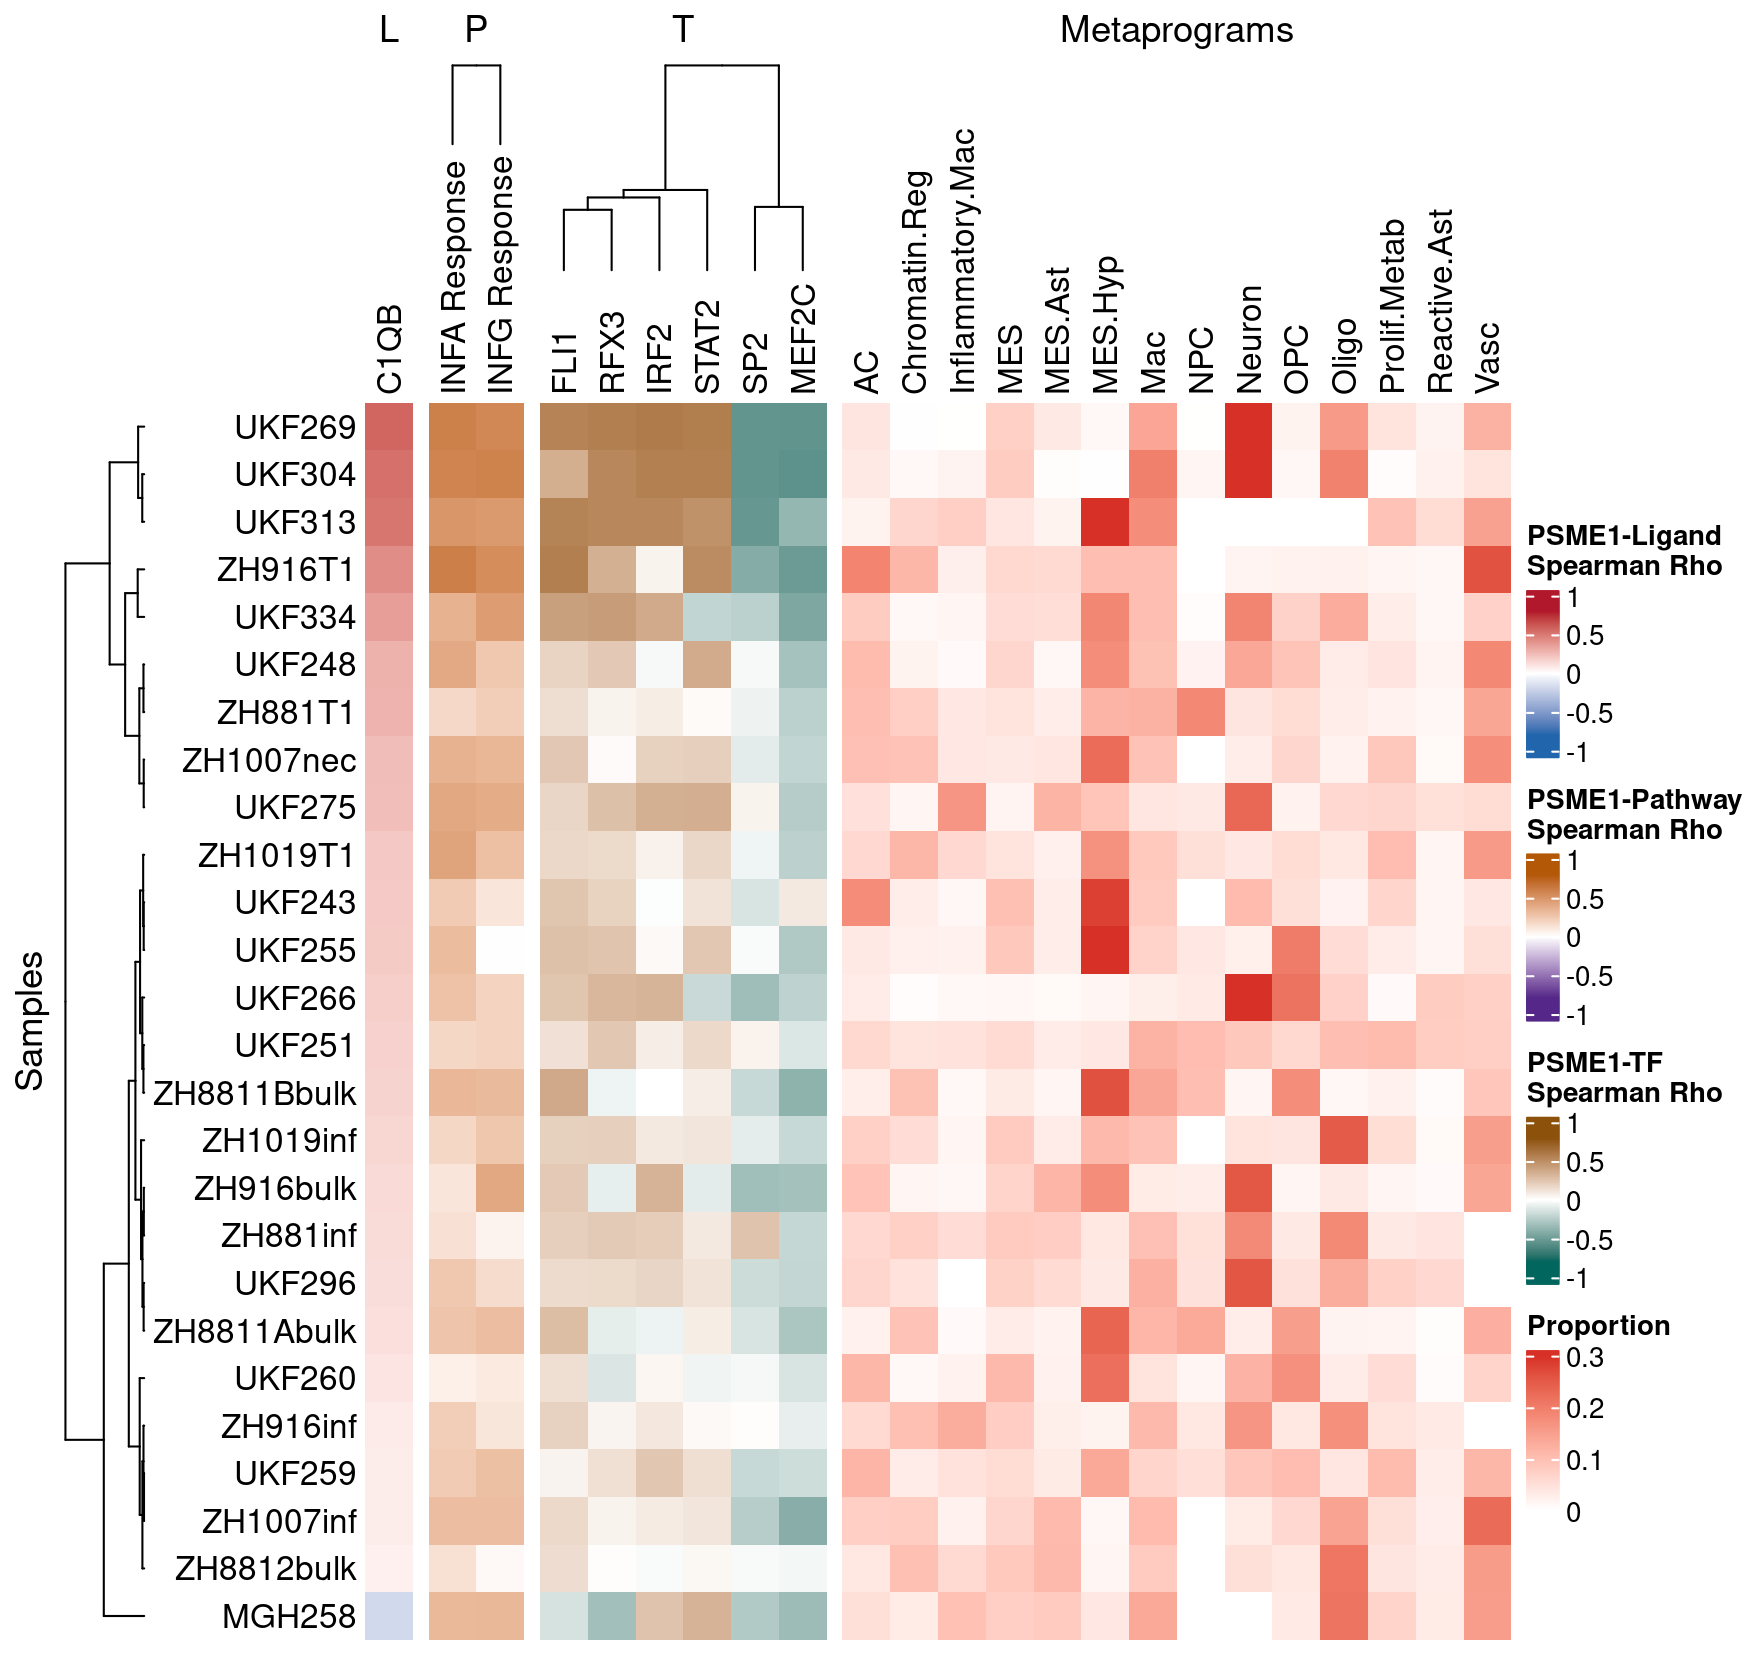 L P T Metaprograms
C1QB
INFA Response
INFG Response
FLI1
RFX3
IRF2
STAT2
SP2
MEF2C
AC
Chromatin.Reg
Inflammatory.Mac
MES
MES.Ast
MES.Hyp
Mac
NPC
Neuron
OPC
Oligo
Prolif.Metab
Reactive.Ast
Vasc
Samples
UKF269
UKF304
UKF313
ZH916T1
UKF334
UKF248
ZH881T1
ZH1007nec
UKF275
ZH1019T1
UKF243
UKF255
UKF266
UKF251
ZH8811Bbulk
ZH1019inf
ZH916bulk
ZH881inf
UKF296
ZH8811Abulk
UKF260
ZH916inf
UKF259
ZH1007inf
ZH8812bulk
MGH258
PSME1-Ligand
Spearman Rho
1
0.5
0
-0.5
-1
PSME1-Pathway
Spearman Rho
1
0.5
0
-0.5
-1
PSME1-TF
Spearman Rho
1
0.5
0
-0.5
-1
Proportion
0.3
0.2
0.1
0